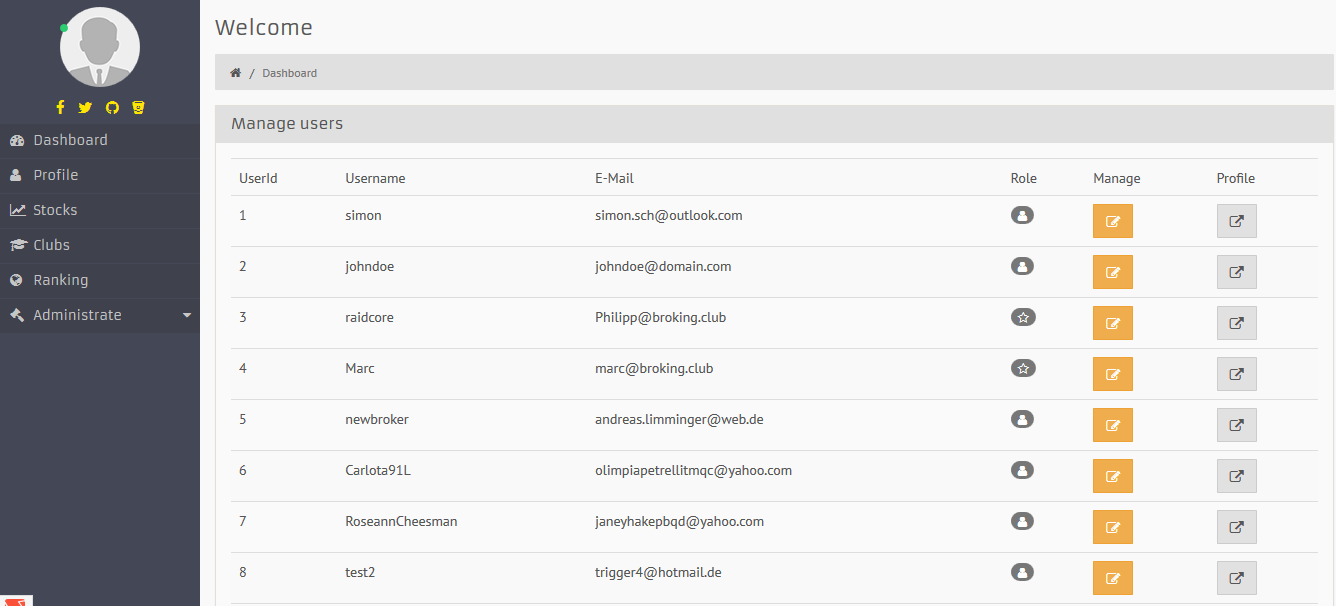 Welcome
/ Dashboard
Dashboard
Profile
Stocks
Clubs
Ranking
Administrate
Manage users
UserId Username E-Mail Role Manage Profile
1 simon simon.sch@outlook.com
2 johndoe johndoe@domain.com
3 raidcore Philipp@broking.club
4 Marc marc@broking.club
5 newbroker andreas.limminger@web.de
6 Carlota91L olimpiapetrellitmqc@yahoo.com
7 RoseannCheesman janeyhakepbqd@yahoo.com
8 test2 trigger4@hotmail.de